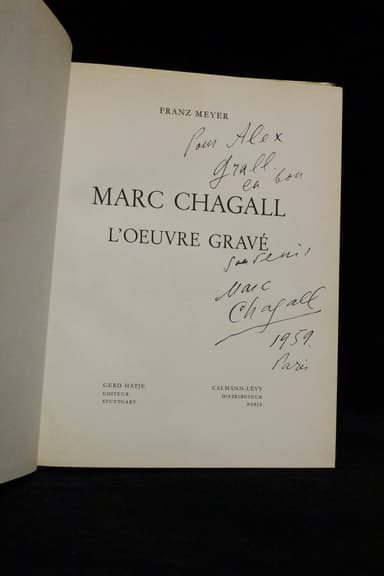 FRANZ MEYER
Pour Alex
Grall.
en bon
MARC CHAGALL
L'OEUVRE GRAVÉ
souvenir
Marc
Chagall
1959.
Paris
GERD HATJE
EDITEUR
STUTTGART
CALMANN-LÉVY
DISTRIBUTEUR
PARIS